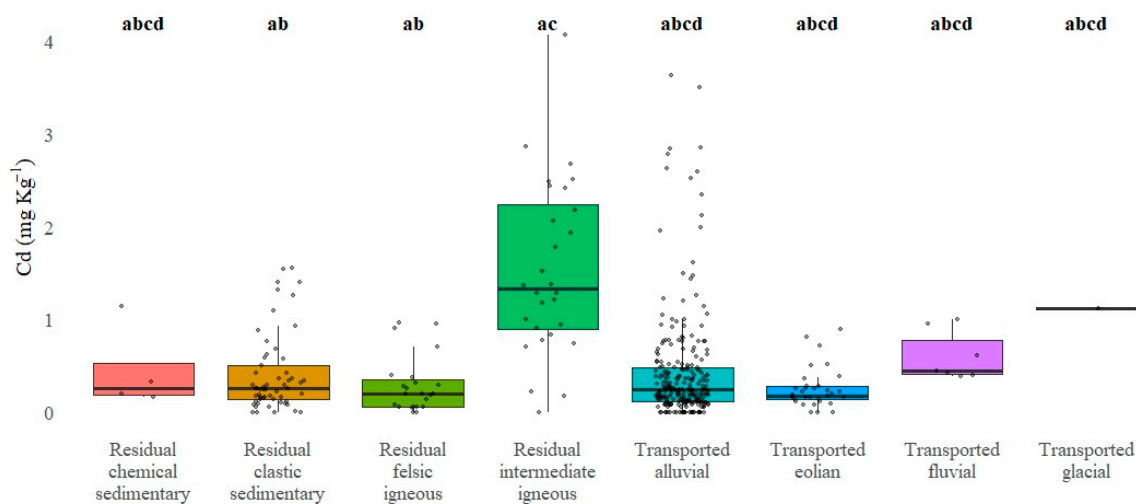 abcd ab ab ac abcd abcd abcd abcd
4
3
2
1
0
Cd (mg Kg⁻¹)
Residual chemical sedimentary
Residual clastic sedimentary
Residual felsic igneous
Residual intermediate igneous
Transported alluvial
Transported eolian
Transported fluvial
Transported glacial